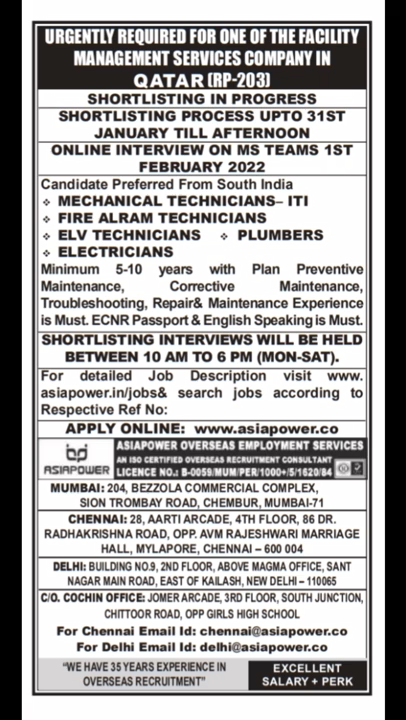 URGENTLY REQUIRED FOR ONE OF THE FACILITY
MANAGEMENT SERVICES COMPANY IN
QATAR (RP-203)
SHORTLISTING IN PROGRESS
SHORTLISTING PROCESS UPTO 31ST
JANUARY TILL AFTERNOON
ONLINE INTERVIEW ON MS TEAMS 1ST
FEBRUARY 2022
Candidate Preferred From South India
❖ MECHANICAL TECHNICIANS– ITI
❖ FIRE ALRAM TECHNICIANS
❖ ELV TECHNICIANS ❖ PLUMBERS
❖ ELECTRICIANS
Minimum 5-10 years with Plan Preventive
Maintenance, Corrective Maintenance,
Troubleshooting, Repair& Maintenance Experience
is Must. ECNR Passport & English Speaking is Must.
SHORTLISTING INTERVIEWS WILL BE HELD
BETWEEN 10 AM TO 6 PM (MON-SAT).
For detailed Job Description visit www.
asiapower.in/jobs& search jobs according to
Respective Ref No:
APPLY ONLINE: www.asiapower.co
ASIAPOWER
ASIAPOWER OVERSEAS EMPLOYMENT SERVICES
AN ISO CERTIFIED OVERSEAS RECRUITMENT CONSULTANT
LICENCE NO.: B-0059/MUM/PER/1000+/5/1620/84
MUMBAI: 204, BEZZOLA COMMERCIAL COMPLEX,
SION TROMBAY ROAD, CHEMBUR, MUMBAI-71
CHENNAI: 28, AARTI ARCADE, 4TH FLOOR, 86 DR.
RADHAKRISHNA ROAD, OPP. AVM RAJESHWARI MARRIAGE
HALL, MYLAPORE, CHENNAI – 600 004
DELHI: BUILDING NO.9, 2ND FLOOR, ABOVE MAGMA OFFICE, SANT
NAGAR MAIN ROAD, EAST OF KAILASH, NEW DELHI – 110065
C/O. COCHIN OFFICE: JOMER ARCADE, 3RD FLOOR, SOUTH JUNCTION,
CHITTOOR ROAD, OPP GIRLS HIGH SCHOOL
For Chennai Email Id: chennai@asiapower.co
For Delhi Email Id: delhi@asiapower.co
“WE HAVE 35 YEARS EXPERIENCE IN
OVERSEAS RECRUITMENT”
EXCELLENT
SALARY + PERK